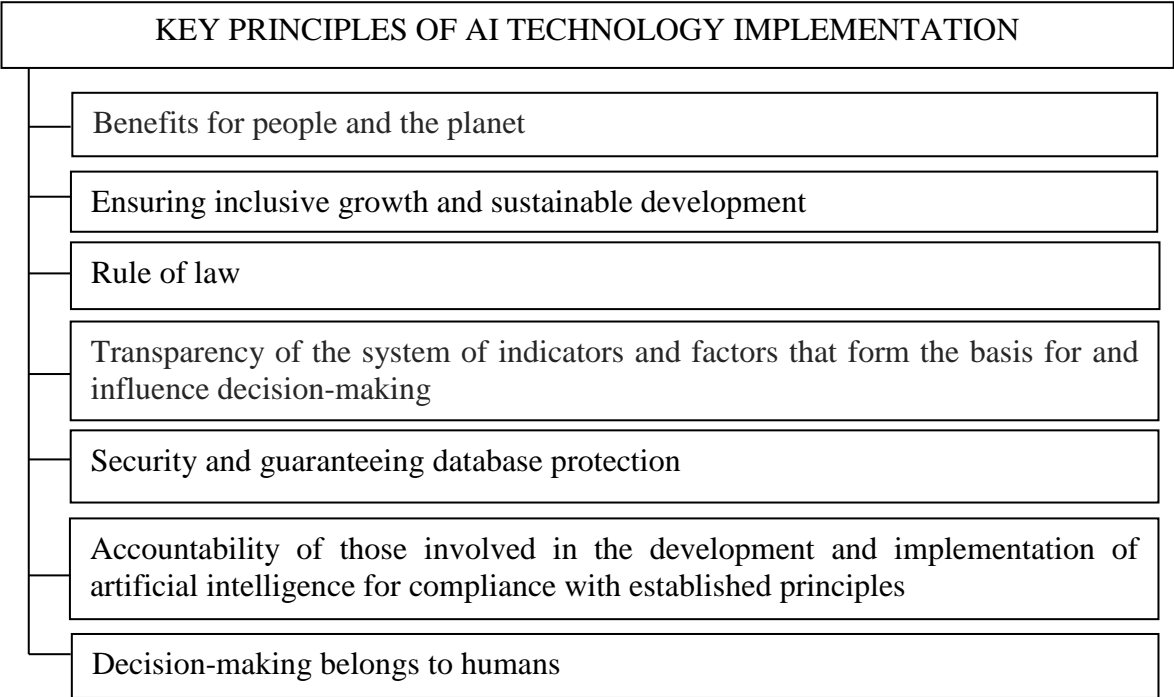 KEY PRINCIPLES OF AI TECHNOLOGY IMPLEMENTATION
Benefits for people and the planet
Ensuring inclusive growth and sustainable development
Rule of law
Transparency of the system of indicators and factors that form the basis for and
influence decision-making
Security and guaranteeing database protection
Accountability of those involved in the development and implementation of
artificial intelligence for compliance with established principles
Decision-making belongs to humans